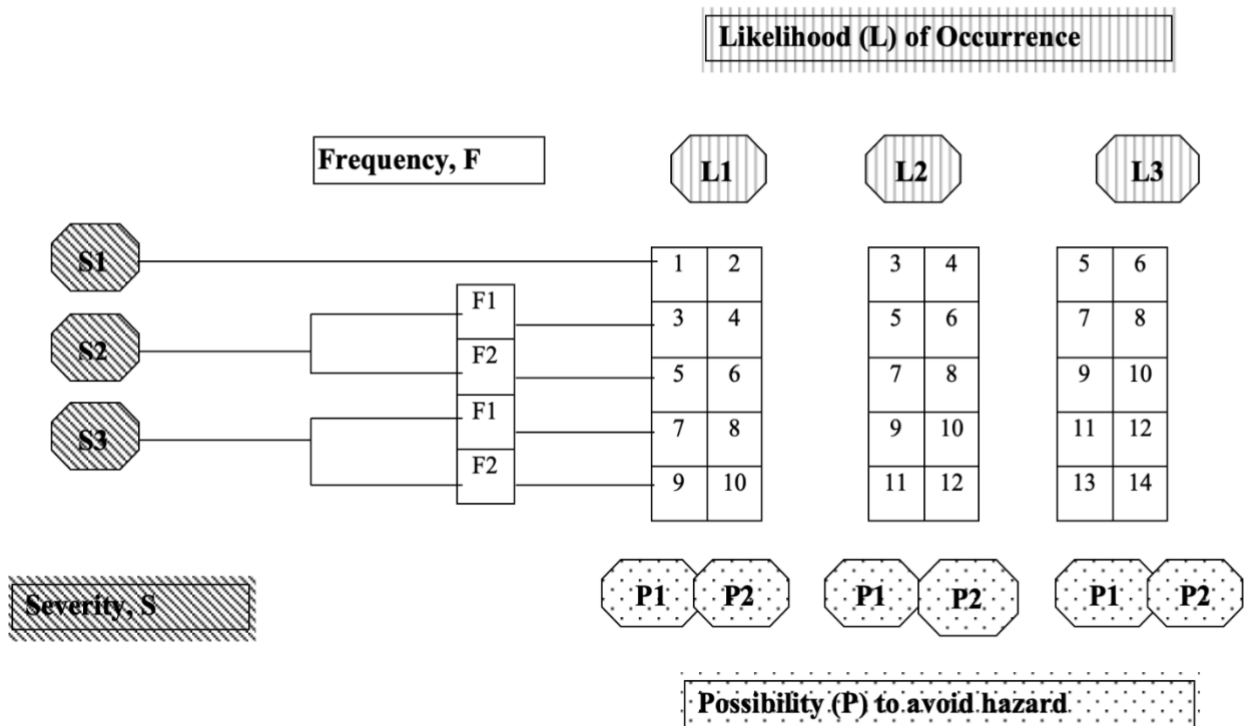 Likelihood (L) of Occurrence
Frequency, F
L1 L2 L3
S1
1 2 3 4 5 6
F1
3 4 5 6 7 8
S2
F2
5 6 7 8 9 10
F1
7 8 9 10 11 12
S3
F2
9 10 11 12 13 14
Severity, S
P1 P2 P1 P2 P1 P2
Possibility (P) to avoid hazard